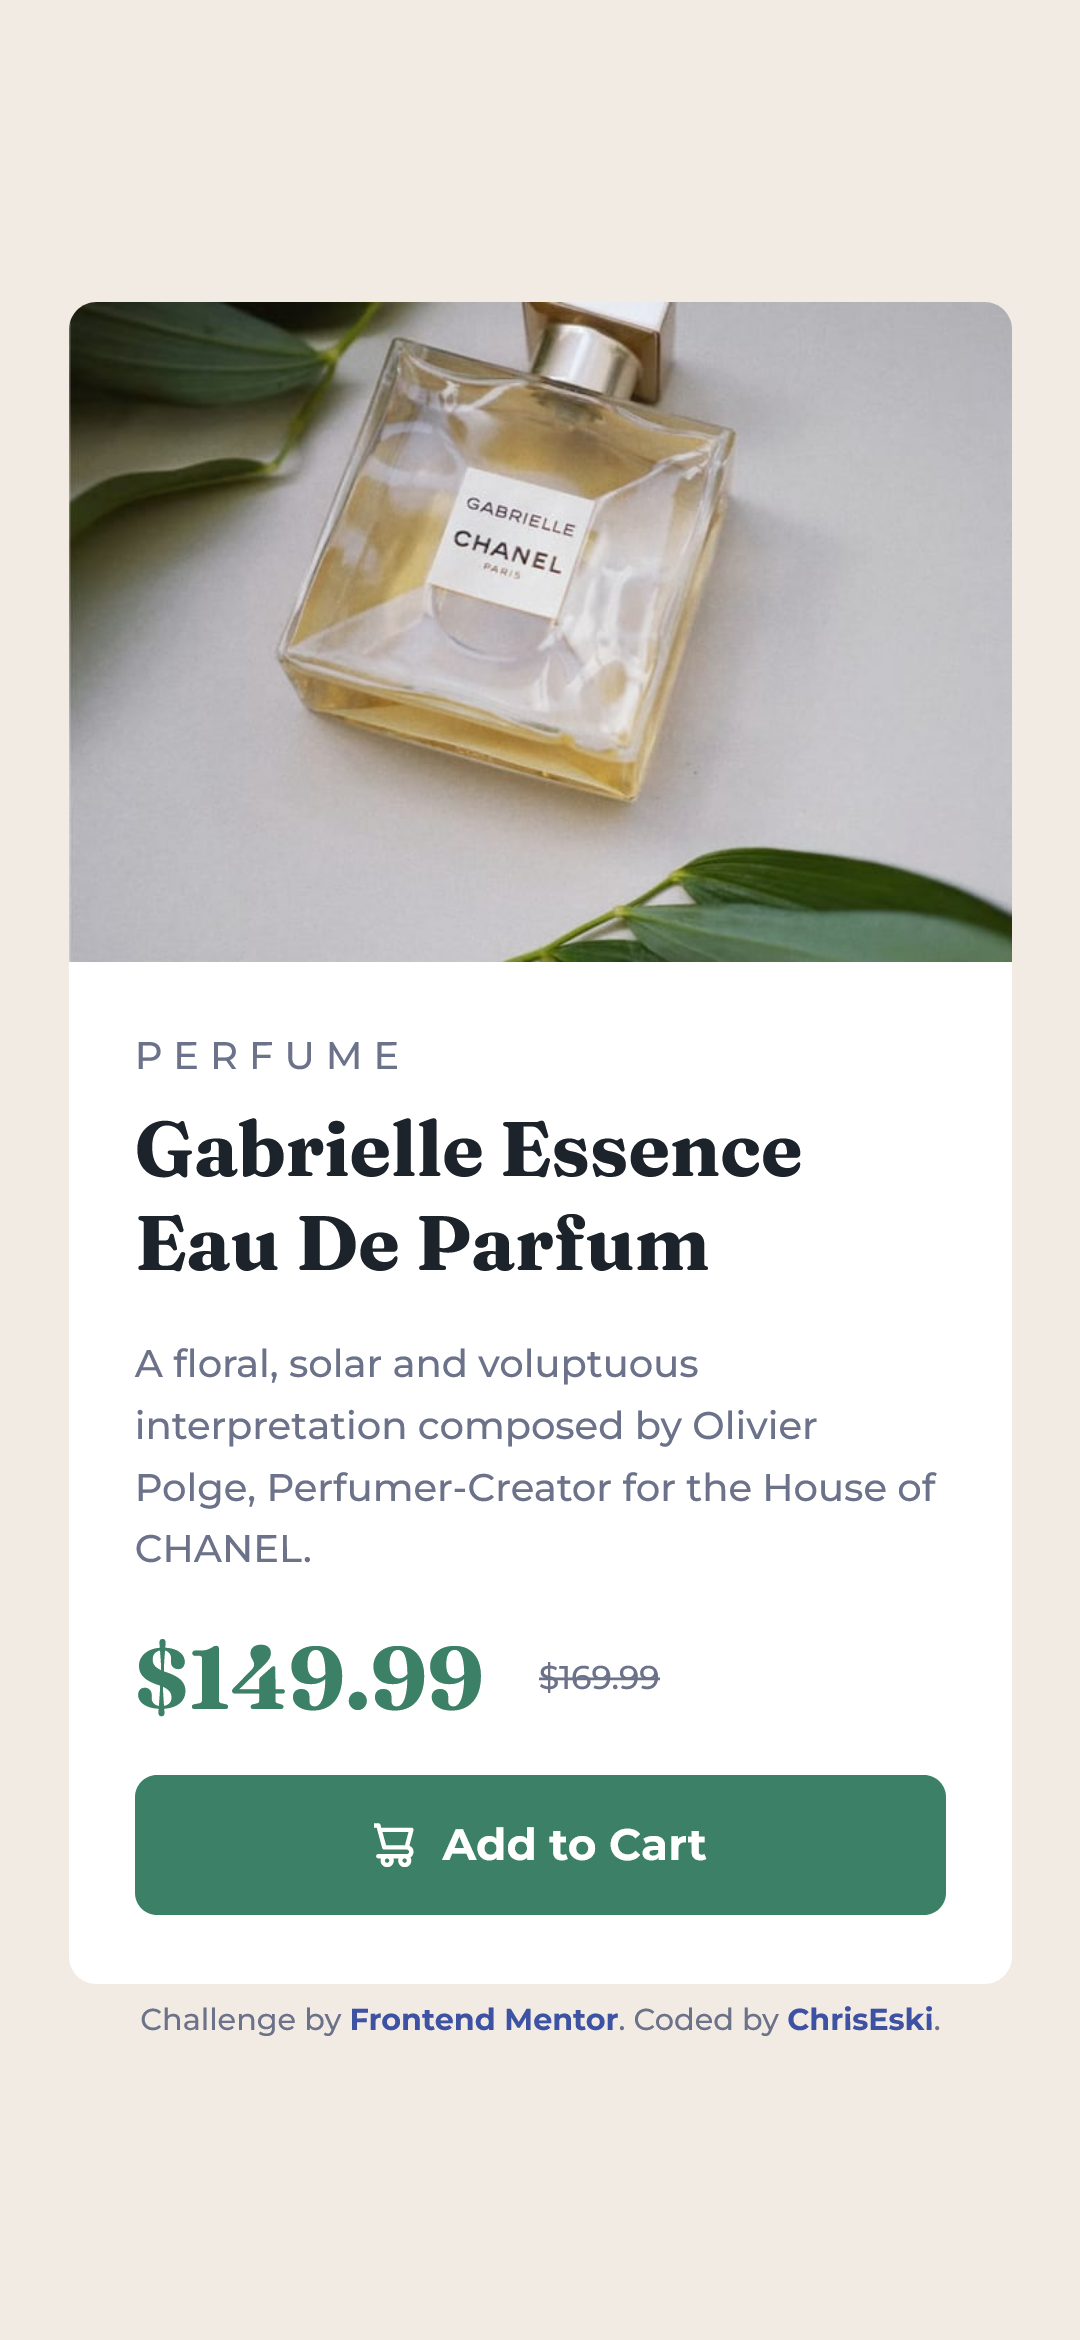 GABRIELLE
CHANEL
PARIS
PERFUME
Gabrielle Essence
Eau De Parfum
A floral, solar and voluptuous
interpretation composed by Olivier
Polge, Perfumer-Creator for the House of
CHANEL.
$149.99 $169.99
Add to Cart
Challenge by Frontend Mentor. Coded by ChrisEski.